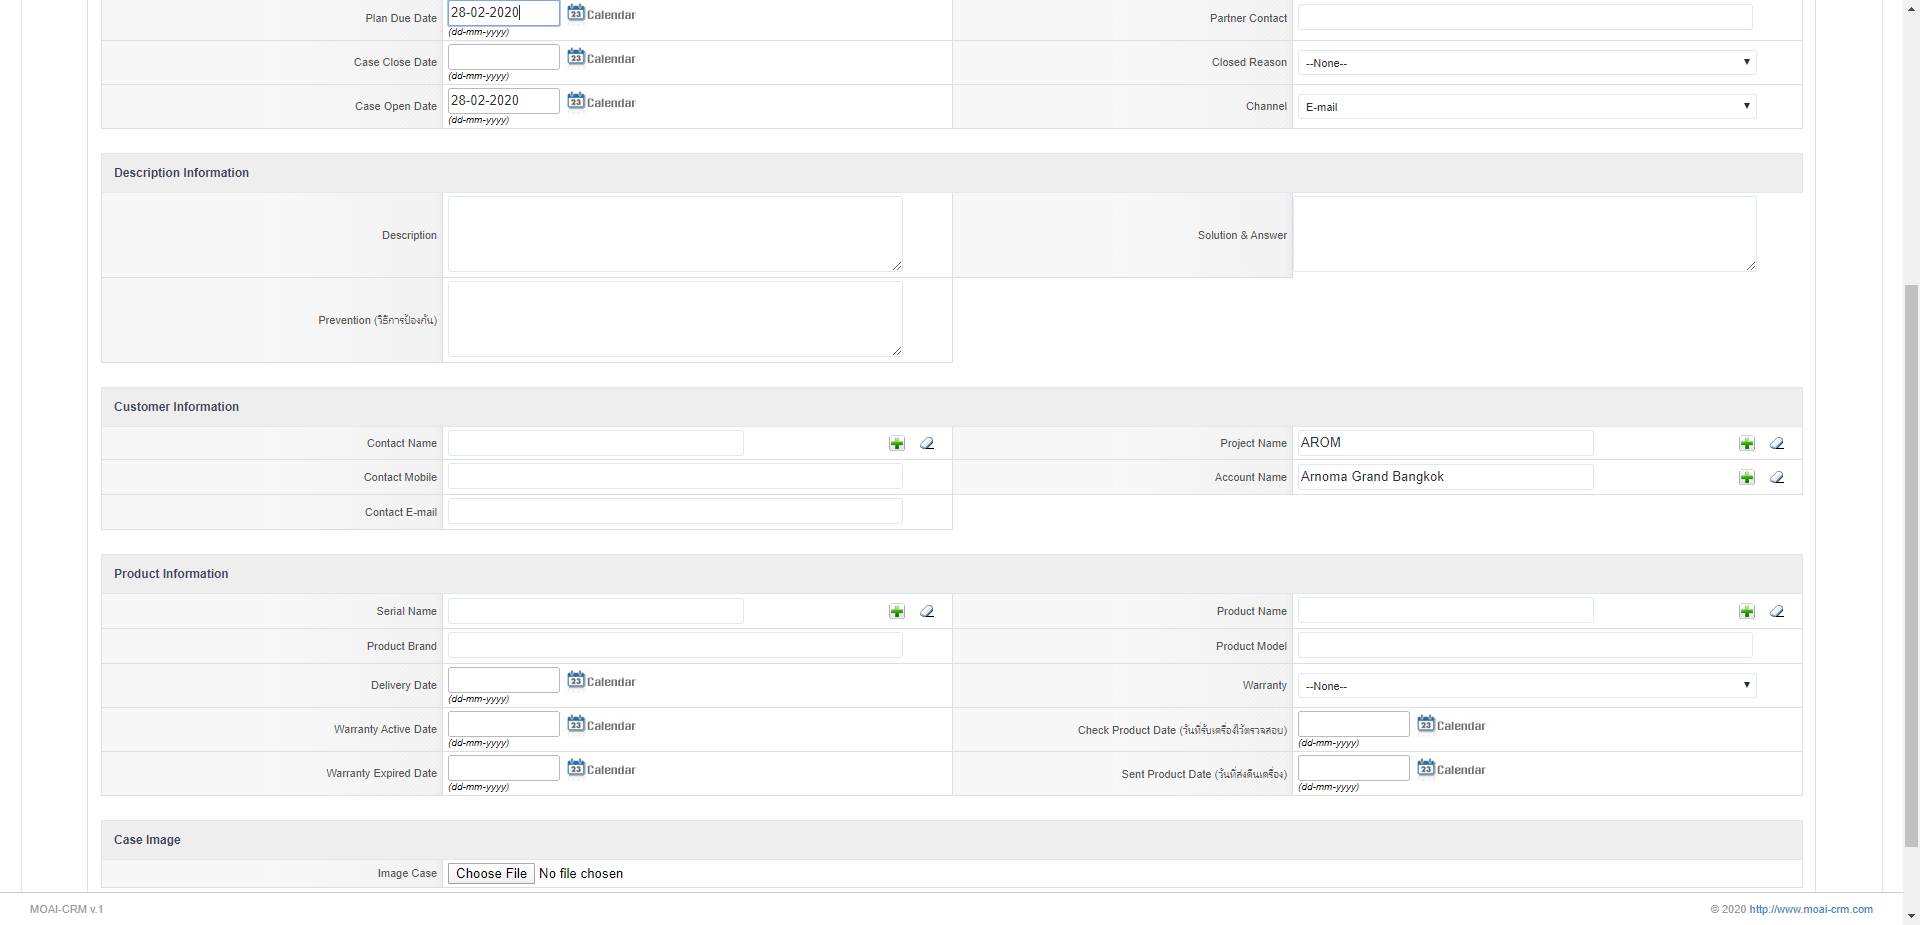 Plan Due Date 28-02-2020 23 Calendar Partner Contact
(dd-mm-yyyy)
Case Close Date 23 Calendar Closed Reason --None--
(dd-mm-yyyy)
Case Open Date 28-02-2020 23 Calendar Channel E-mail
(dd-mm-yyyy)
Description Information
Description Solution & Answer
Prevention (วิธีการป้องกัน)
Customer Information
Contact Name Project Name AROM
Contact Mobile Account Name Arnoma Grand Bangkok
Contact E-mail
Product Information
Serial Name Product Name
Product Brand Product Model
Delivery Date 23 Calendar Warranty --None--
(dd-mm-yyyy)
Warranty Active Date 23 Calendar Check Product Date (วันที่รับเครื่องไว้ตรวจสอบ) 23 Calendar
(dd-mm-yyyy) (dd-mm-yyyy)
Warranty Expired Date 23 Calendar Sent Product Date (วันที่ส่งคืนเครื่อง) 23 Calendar
(dd-mm-yyyy) (dd-mm-yyyy)
Case Image
Image Case Choose File No file chosen
MOAI-CRM v.1 © 2020 http://www.moai-crm.com